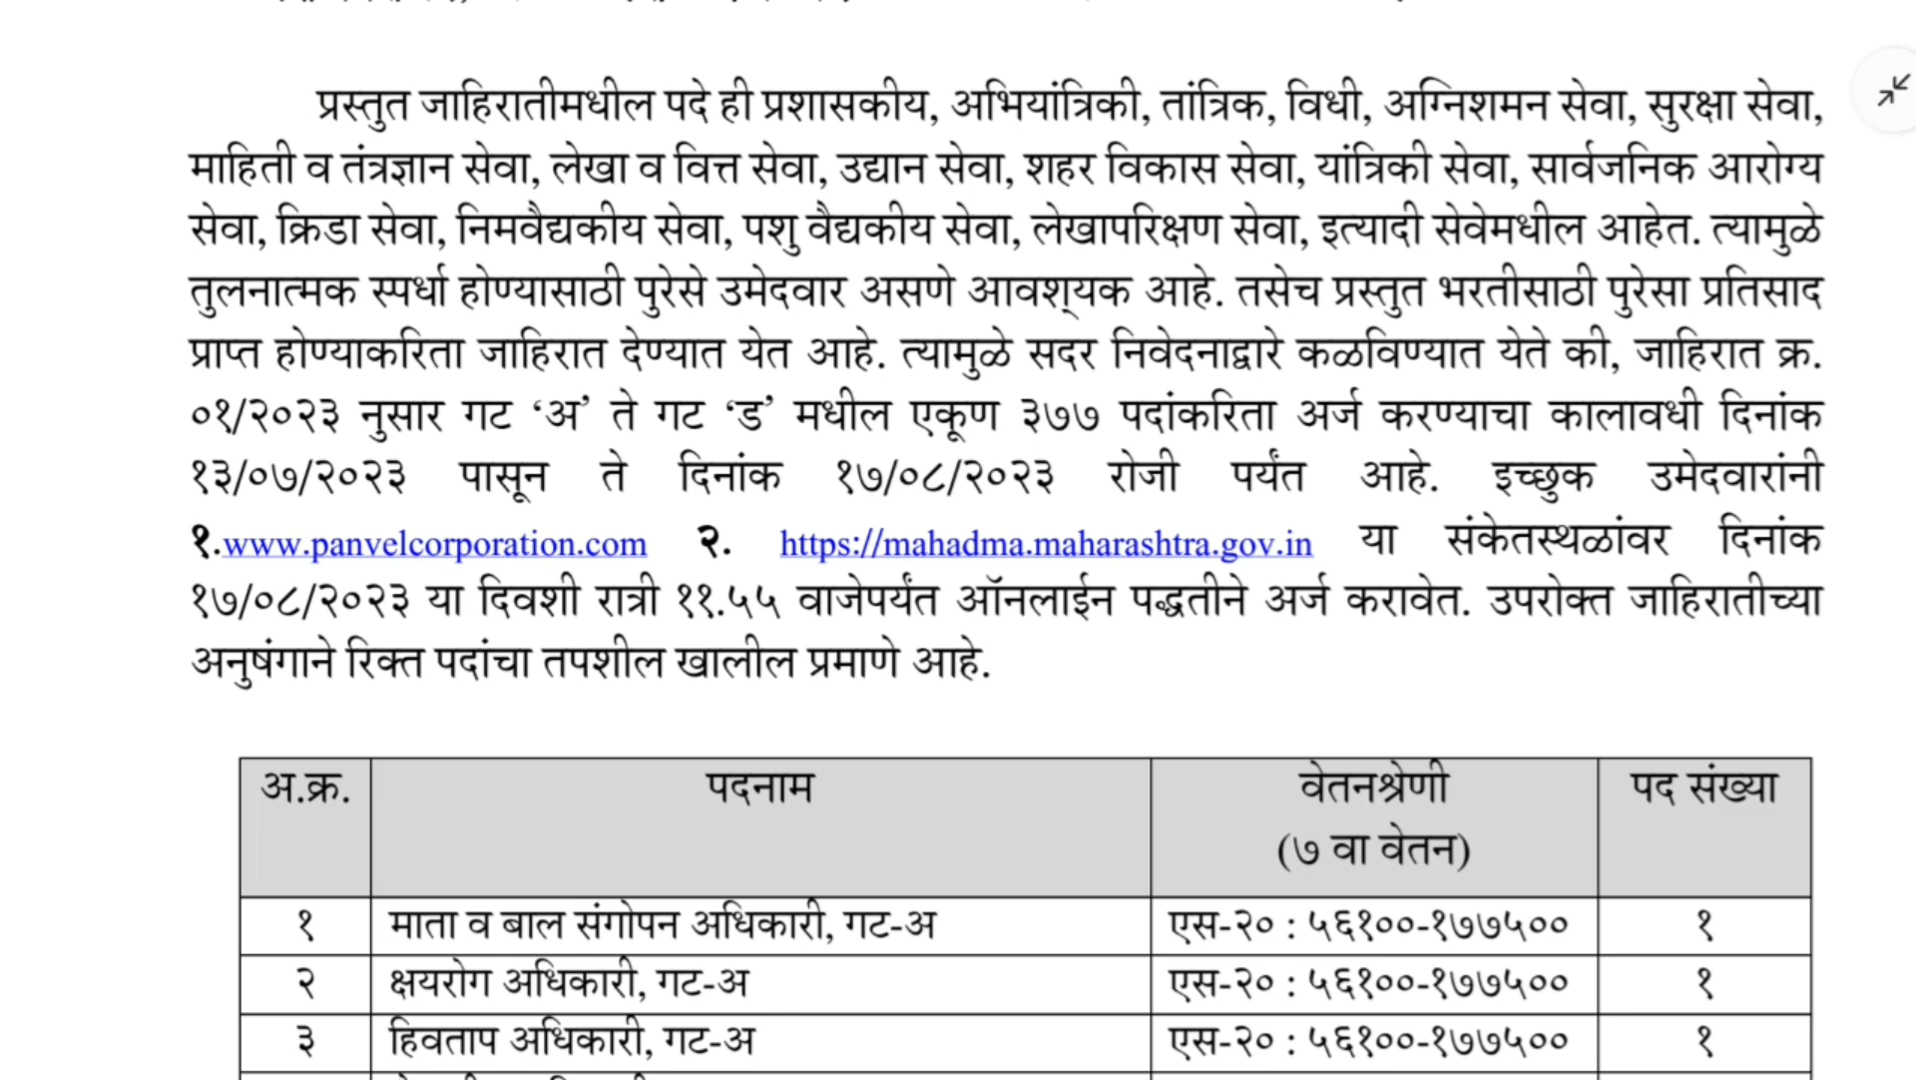 प्रस्तुत जाहिरातीमधील पदे ही प्रशासकीय, अभियांत्रिकी, तांत्रिक, विधी, अग्निशमन सेवा, सुरक्षा सेवा,
माहिती व तंत्रज्ञान सेवा, लेखा व वित्त सेवा, उद्यान सेवा, शहर विकास सेवा, यांत्रिकी सेवा, सार्वजनिक आरोग्य
सेवा, क्रिडा सेवा, निमवैद्यकीय सेवा, पशु वैद्यकीय सेवा, लेखापरिक्षण सेवा, इत्यादी सेवेमधील आहेत. त्यामुळे
तुलनात्मक स्पर्धा होण्यासाठी पुरेसे उमेदवार असणे आवश्‍यक आहे. तसेच प्रस्तुत भरतीसाठी पुरेसा प्रतिसाद
प्राप्त होण्याकरिता जाहिरात देण्यात येत आहे. त्यामुळे सदर निवेदनाद्वारे कळविण्यात येते की, जाहिरात क्र.
०१/२०२३ नुसार गट ‘अ’ ते गट ‘ड’ मधील एकूण ३७७ पदांकरिता अर्ज करण्याचा कालावधी दिनांक
१३/०७/२०२३ पासून ते दिनांक १७/०८/२०२३ रोजी पर्यंत आहे. इच्छुक उमेदवारांनी
१.www.panvelcorporation.com २. https://mahadma.maharashtra.gov.in या संकेतस्थळांवर दिनांक
१७/०८/२०२३ या दिवशी रात्री ११.५५ वाजेपर्यंत ऑनलाईन पद्धतीने अर्ज करावेत. उपरोक्त जाहिरातीच्या
अनुषंगाने रिक्त पदांचा तपशील खालील प्रमाणे आहे.
अ.क्र. पदनाम वेतनश्रेणी पद संख्या
(७ वा वेतन)
१ माता व बाल संगोपन अधिकारी, गट-अ एस-२० : ५६१००-१७७५०० १
२ क्षयरोग अधिकारी, गट-अ एस-२० : ५६१००-१७७५०० १
३ हिवताप अधिकारी, गट-अ एस-२० : ५६१००-१७७५०० १